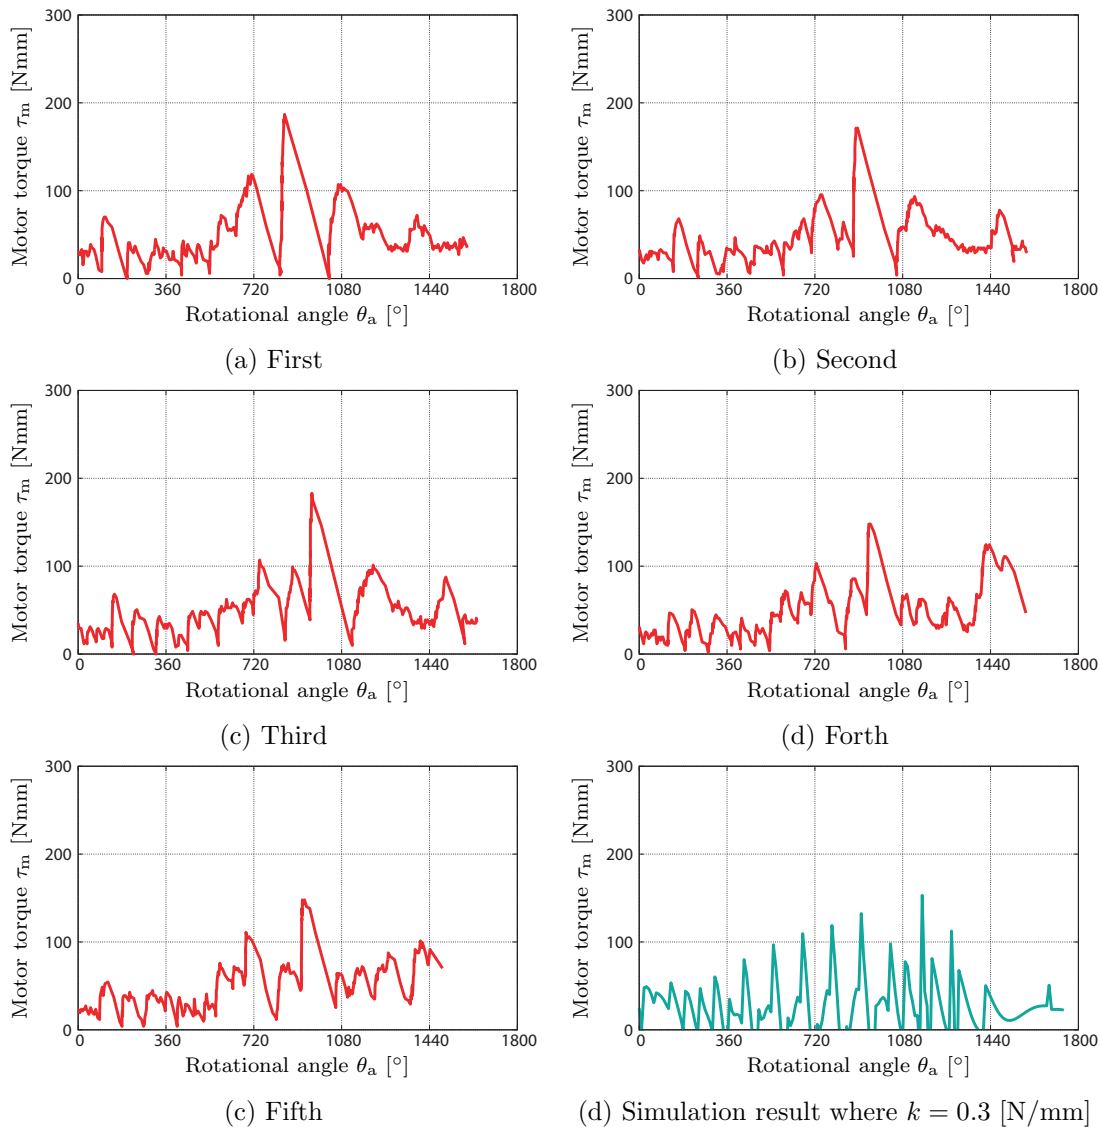 300
200
100
0
Motor torque τm [Nmm]
0 360 720 1080 1440 1800
Rotational angle θa [°]
(a) First
300
200
100
0
Motor torque τm [Nmm]
0 360 720 1080 1440 1800
Rotational angle θa [°]
(b) Second
300
200
100
0
Motor torque τm [Nmm]
0 360 720 1080 1440 1800
Rotational angle θa [°]
(c) Third
300
200
100
0
Motor torque τm [Nmm]
0 360 720 1080 1440 1800
Rotational angle θa [°]
(d) Forth
300
200
100
0
Motor torque τm [Nmm]
0 360 720 1080 1440 1800
Rotational angle θa [°]
(c) Fifth
300
200
100
0
Motor torque τm [Nmm]
0 360 720 1080 1440 1800
Rotational angle θa [°]
(d) Simulation result where k = 0.3 [N/mm]